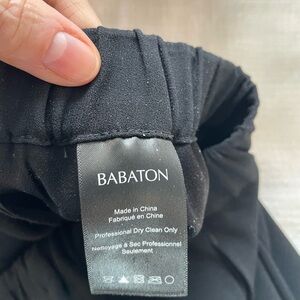 BABATON
Made in China
Fabriqué en Chine
Professional Dry Clean Only
Nettoyage à Sec Professionnel
Seulement